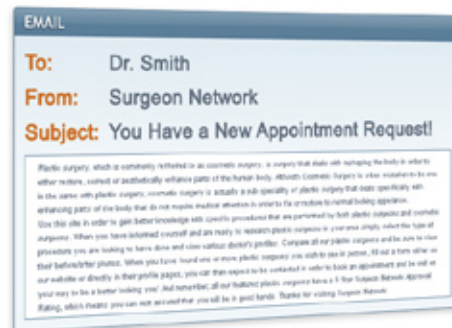 EMAIL
To: Dr. Smith
From: Surgeon Network
Subject: You Have a New Appointment Request!
Plastic surgery, which is commonly referred to as cosmetic surgery, is surgery that deals with reshaping the body in order to
either restore, correct or aesthetically enhance parts of the human body. Cosmetic Surgery is often mistaken to be one
in the same with plastic surgery, cosmetic surgery is actually a sub speciality of plastic surgery that deals specifically with
enhancing parts of the body that do not require medical attention in order to fix or restore to normal looking appearance.
Use this site in order to gain better knowledge with specific procedures that are performed by both plastic surgeons and cosmetic
surgeons. When you have informed yourself and am ready to research plastic surgeons in your area simply select the type of
procedure you are looking to have done and view various doctor's profiles. Compare all our plastic surgeons and be sure to view
their before/after photos. When you have found one or more plastic surgeons you wish to see in person, fill out a form either on
our website or directly in their profile pages, you can then expect to be contacted in order to book an appointment and be well on
your way to be a better looking you! And remember, all our featured plastic surgeons have a 5 Star Surgeon Network Approval
Rating, which means you can rest assured that you will be in good hands. Thanks for visiting Surgeon Network